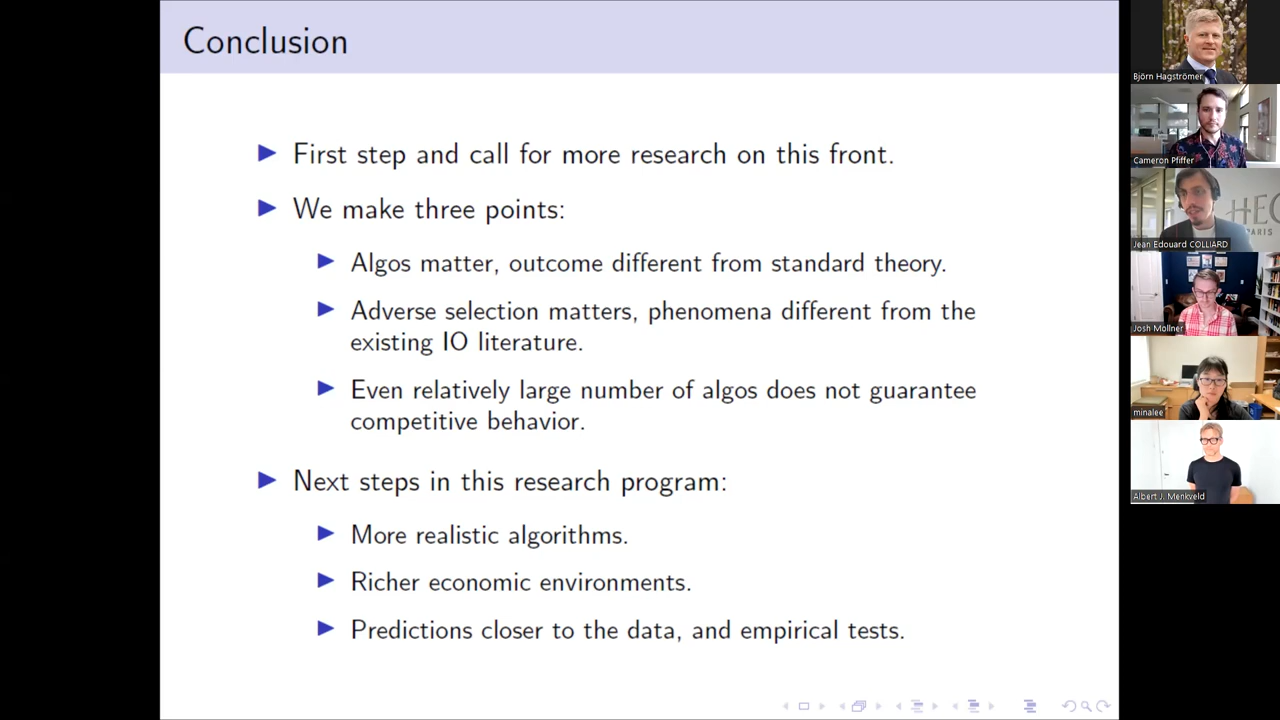 Conclusion
First step and call for more research on this front.
We make three points:
Algos matter, outcome different from standard theory.
Adverse selection matters, phenomena different from the
existing IO literature.
Even relatively large number of algos does not guarantee
competitive behavior.
Next steps in this research program:
More realistic algorithms.
Richer economic environments.
Predictions closer to the data, and empirical tests.
Björn Hagströmer
Cameron Pfiffer
HEC
PARIS
Jean Edouard COLLIARD
Josh Mollner
minalee
Albert J. Menkveld